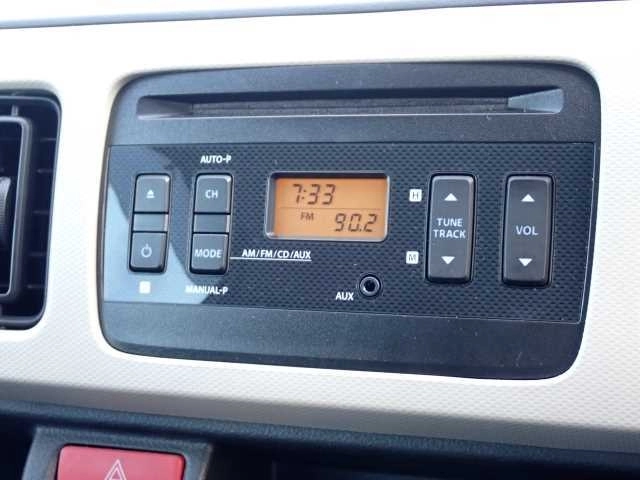 AUTO-P
CH
MODE
MANUAL-P
AM/FM/CD/AUX
7:33
FM 90.2
AUX
H
M
TUNE
TRACK
VOL